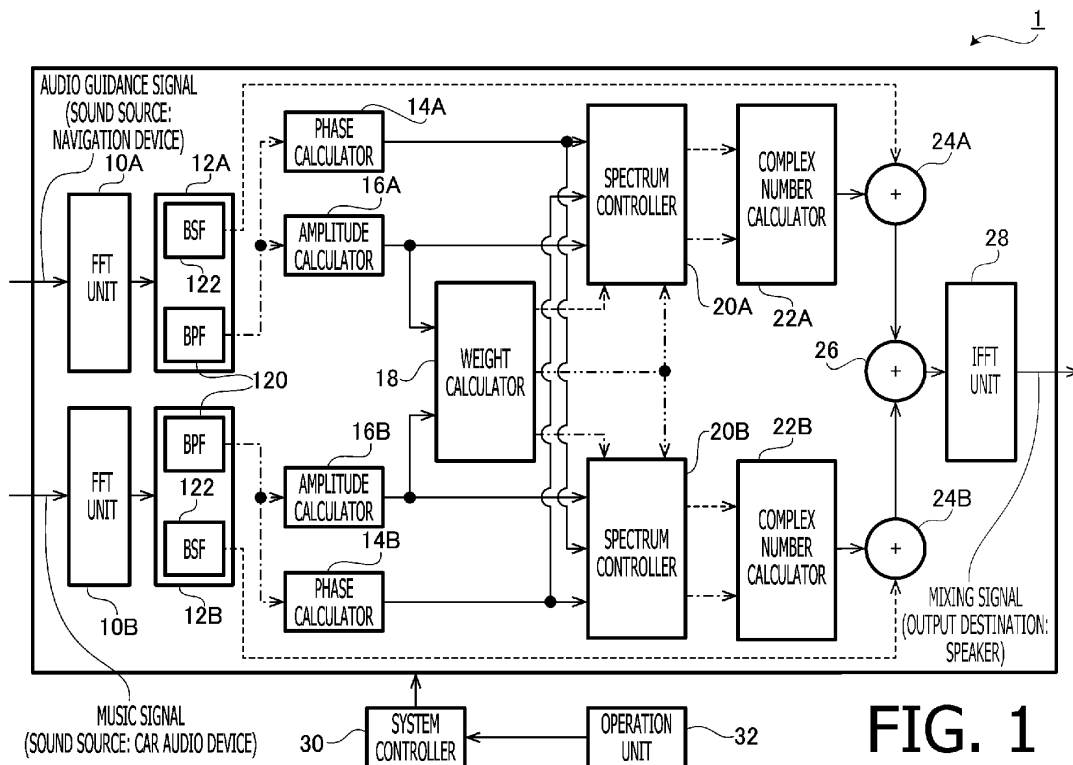 1
AUDIO GUIDANCE SIGNAL
(SOUND SOURCE:
NAVIGATION DEVICE)
10A
12A
FFT
UNIT
BSF
122
BPF
120
14A
PHASE
CALCULATOR
16A
AMPLITUDE
CALCULATOR
18
WEIGHT
CALCULATOR
SPECTRUM
CONTROLLER
20A
COMPLEX
NUMBER
CALCULATOR
22A
24A
+
26
+
28
IFFT
UNIT
FFT
UNIT
10B
BPF
122
BSF
12B
16B
AMPLITUDE
CALCULATOR
14B
PHASE
CALCULATOR
20B
SPECTRUM
CONTROLLER
22B
COMPLEX
NUMBER
CALCULATOR
24B
+
MIXING SIGNAL
(OUTPUT DESTINATION:
SPEAKER)
MUSIC SIGNAL
(SOUND SOURCE: CAR AUDIO DEVICE)
30
SYSTEM
CONTROLLER
OPERATION
UNIT
32
FIG. 1